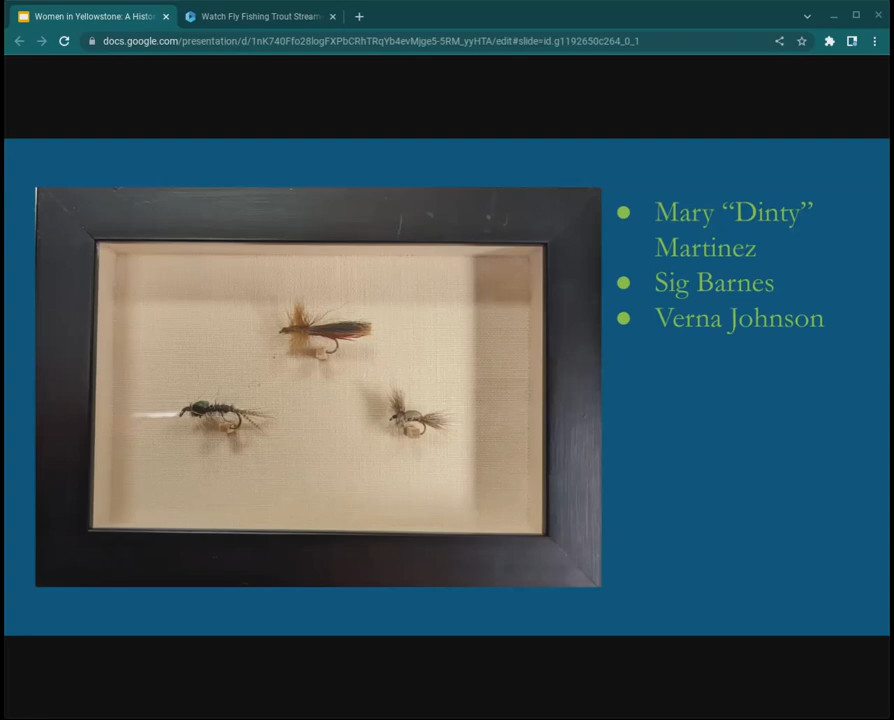 Women in Yellowstone: A Histo
Watch Fly Fishing Trout Stream
docs.google.com/presentation/d/1nK740Ffo28logFXPbCRhTRqYb4evMjge5-5RM_yyHTA/edit#slide=id.g1192650c264_0_1
Mary “Dinty”
Martinez
Sig Barnes
Verna Johnson